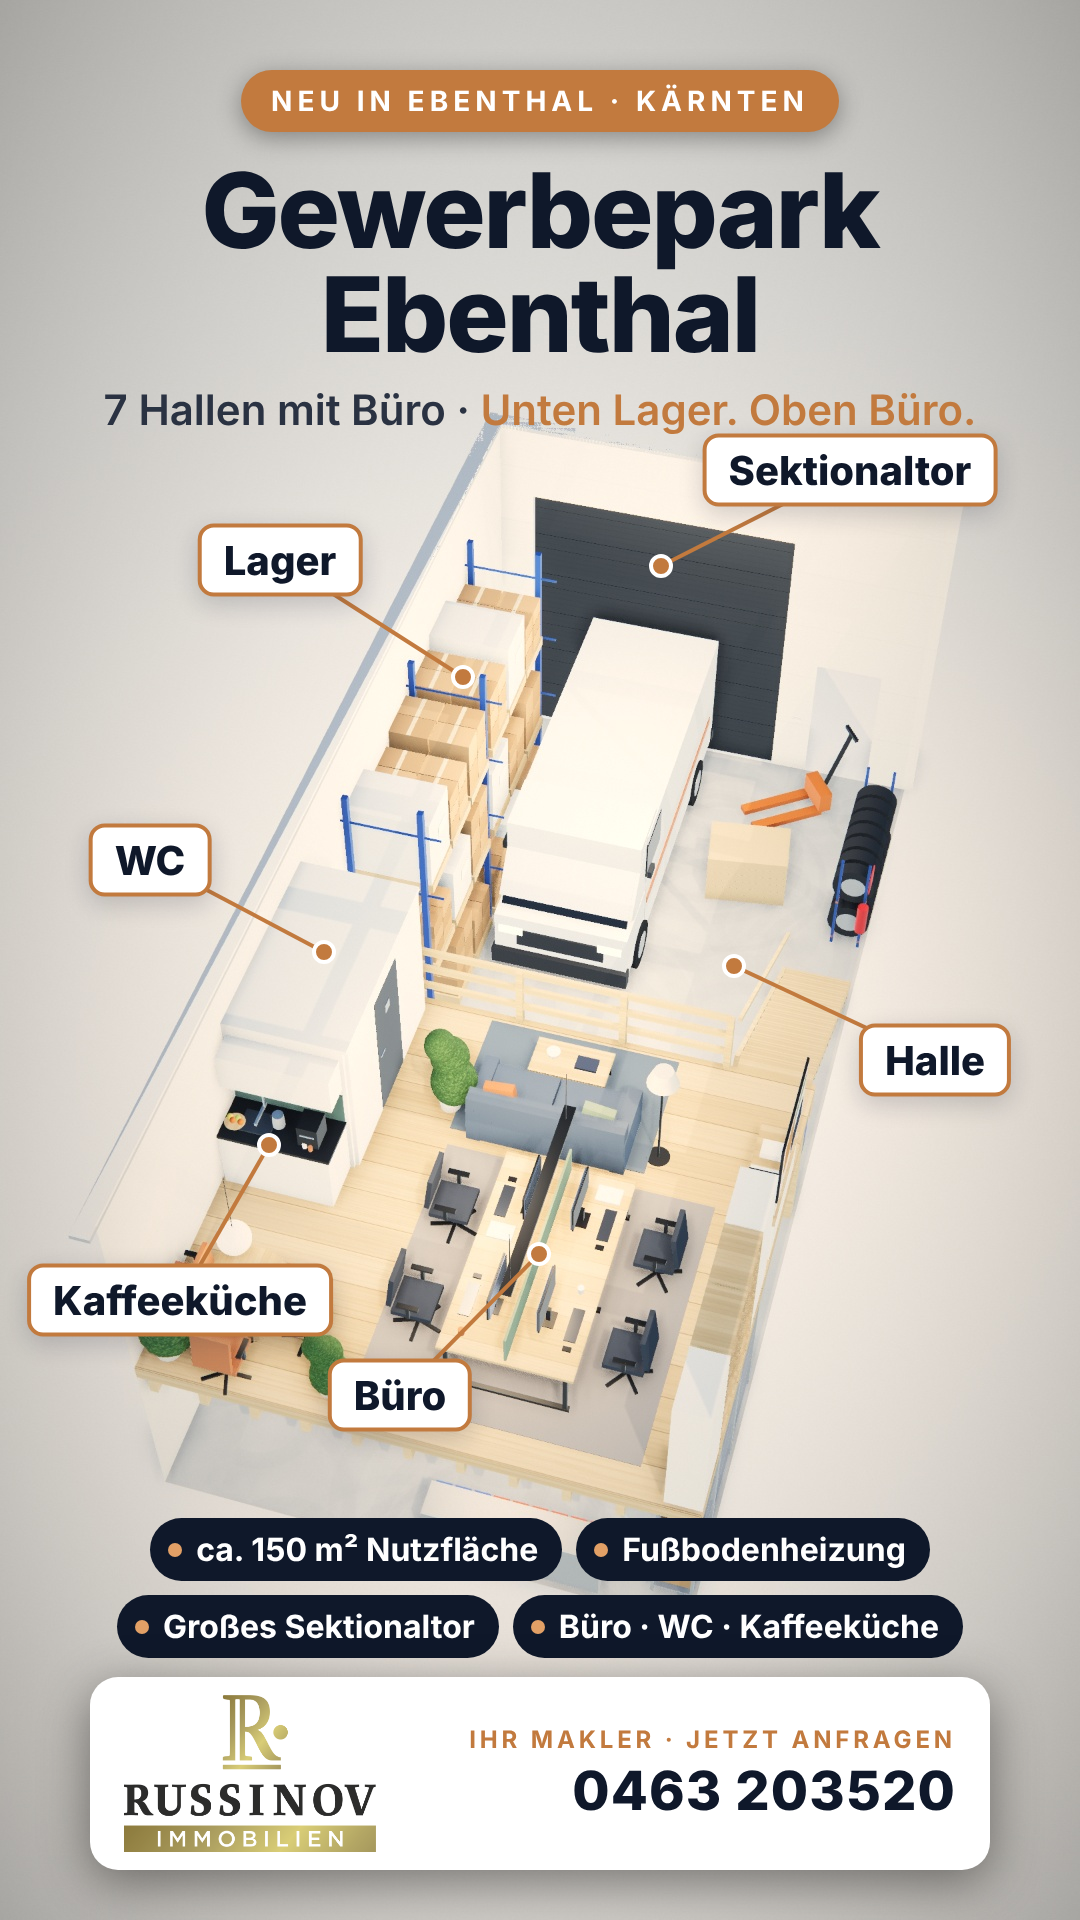 NEU IN EBENTHAL · KÄRNTEN
Gewerbepark
Ebenthal
7 Hallen mit Büro · Unten Lager. Oben Büro.
Sektionaltor
Lager
WC
Halle
Kaffeeküche
Büro
ca. 150 m² Nutzfläche
Fußbodenheizung
Großes Sektionaltor
Büro · WC · Kaffeeküche
R
RUSSINOV
IMMOBILIEN
IHR MAKLER · JETZT ANFRAGEN
0463 203520